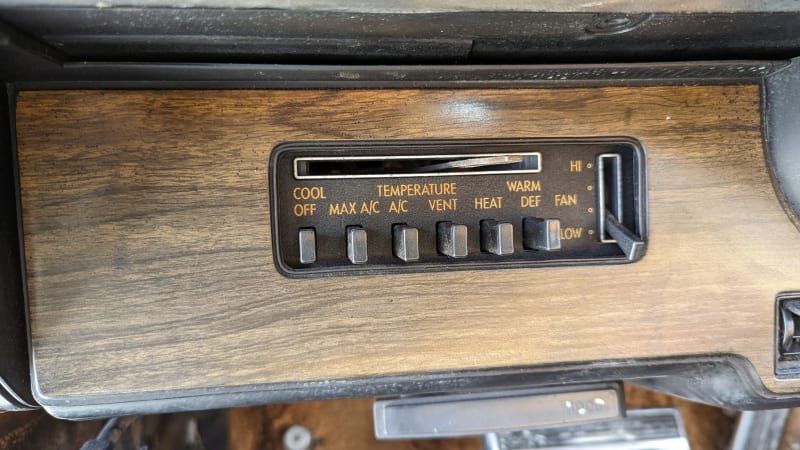 HI
COOL TEMPERATURE WARM
OFF MAX A/C A/C VENT HEAT DEF FAN
LOW